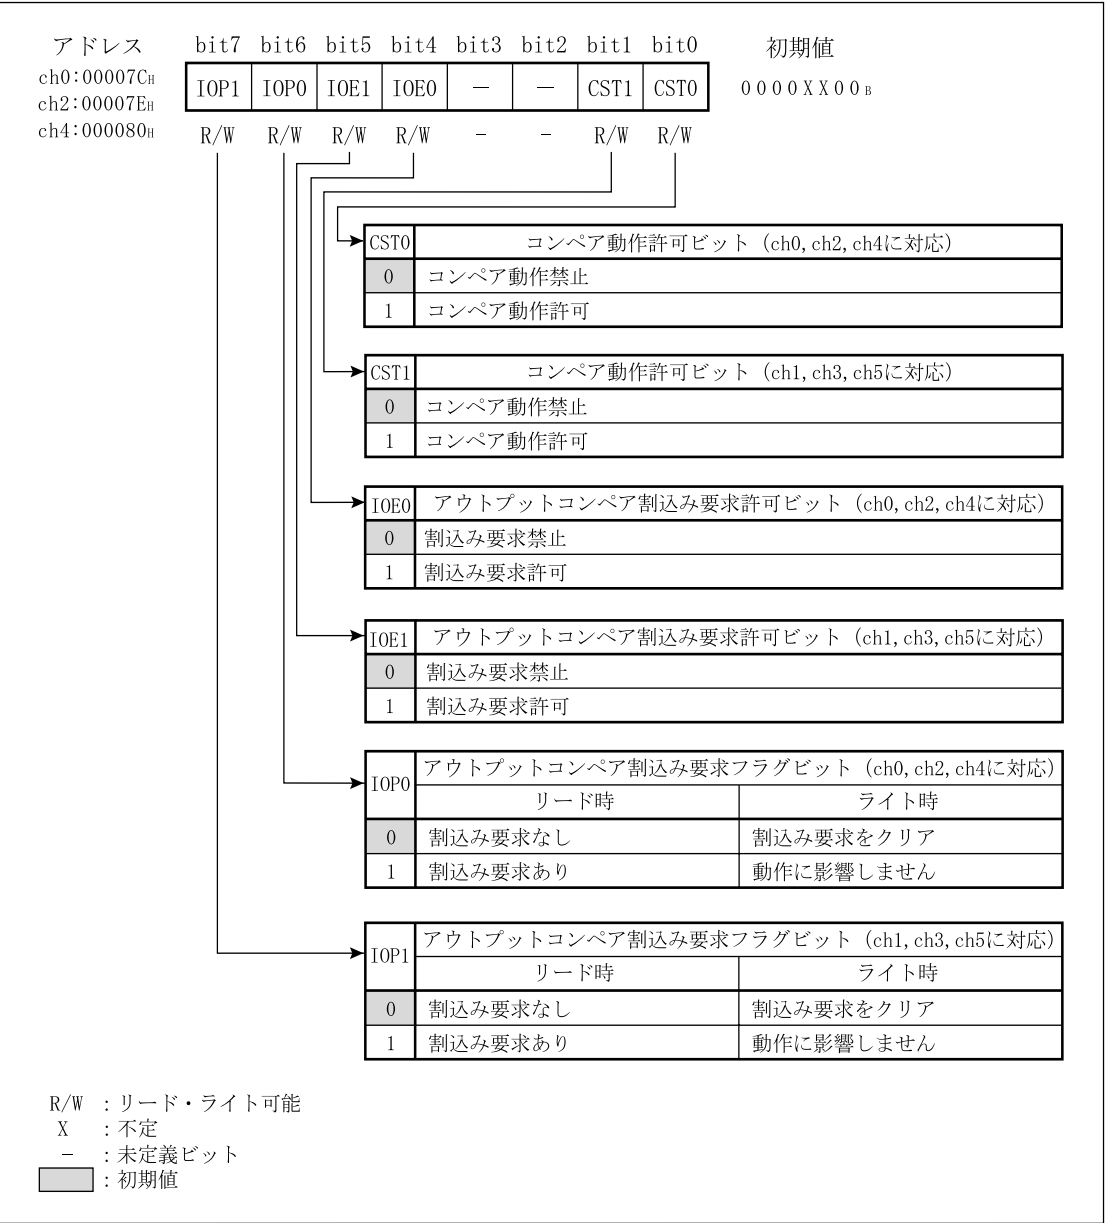 アドレス bit7 bit6 bit5 bit4 bit3 bit2 bit1 bit0 初期値
ch0:00007CH
ch2:00007EH
ch4:000080H
IOP1 IOP0 IOE1 IOE0 － － CST1 CST0 0000XX00B
R/W R/W R/W R/W - - R/W R/W
CST0 コンペア動作許可ビット (ch0, ch2, ch4に対応)
0 コンペア動作禁止
1 コンペア動作許可
CST1 コンペア動作許可ビット (ch1, ch3, ch5に対応)
0 コンペア動作禁止
1 コンペア動作許可
IOE0 アウトプットコンペア割込み要求許可ビット (ch0, ch2, ch4に対応)
0 割込み要求禁止
1 割込み要求許可
IOE1 アウトプットコンペア割込み要求許可ビット (ch1, ch3, ch5に対応)
0 割込み要求禁止
1 割込み要求許可
IOP0 アウトプットコンペア割込み要求フラグビット (ch0, ch2, ch4に対応)
リード時 ライト時
0 割込み要求なし 割込み要求をクリア
1 割込み要求あり 動作に影響しません
IOP1 アウトプットコンペア割込み要求フラグビット (ch1, ch3, ch5に対応)
リード時 ライト時
0 割込み要求なし 割込み要求をクリア
1 割込み要求あり 動作に影響しません
R/W :リード・ライト可能
X :不定
- :未定義ビット
:初期値